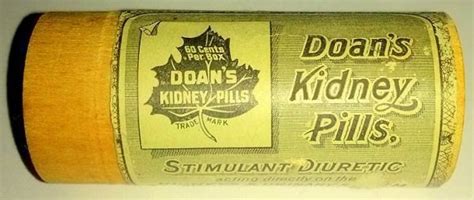 60 Cents
Per Box
DOAN'S
KIDNEY PILLS
TRADE MARK
Doan's
Kidney
Pills,
STIMULANT DIURETIC
acting directly on the